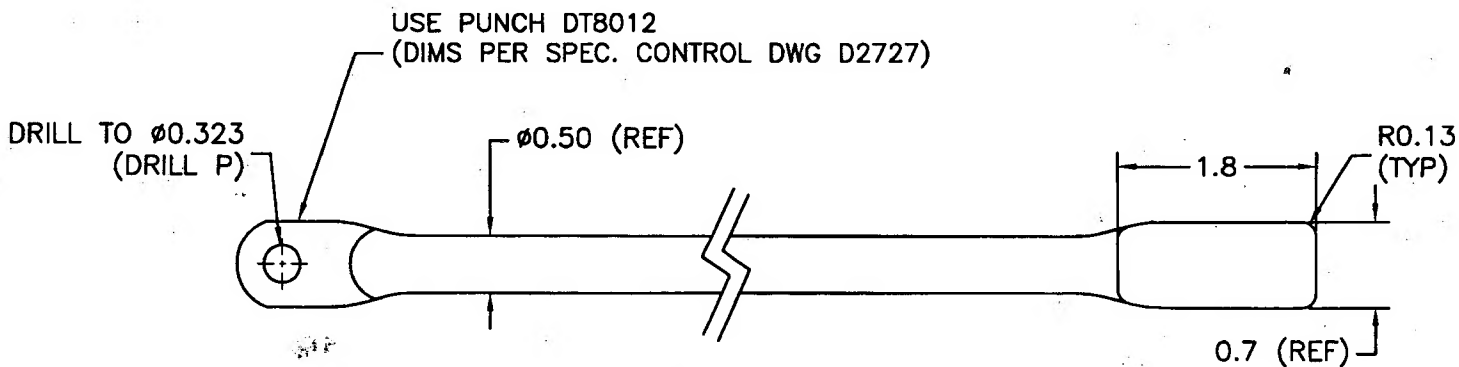 USE PUNCH DT8012
(DIMS PER SPEC. CONTROL DWG D2727)
DRILL TO ø0.323
(DRILL P)
ø0.50 (REF)
1.8
R0.13
(TYP)
0.7 (REF)